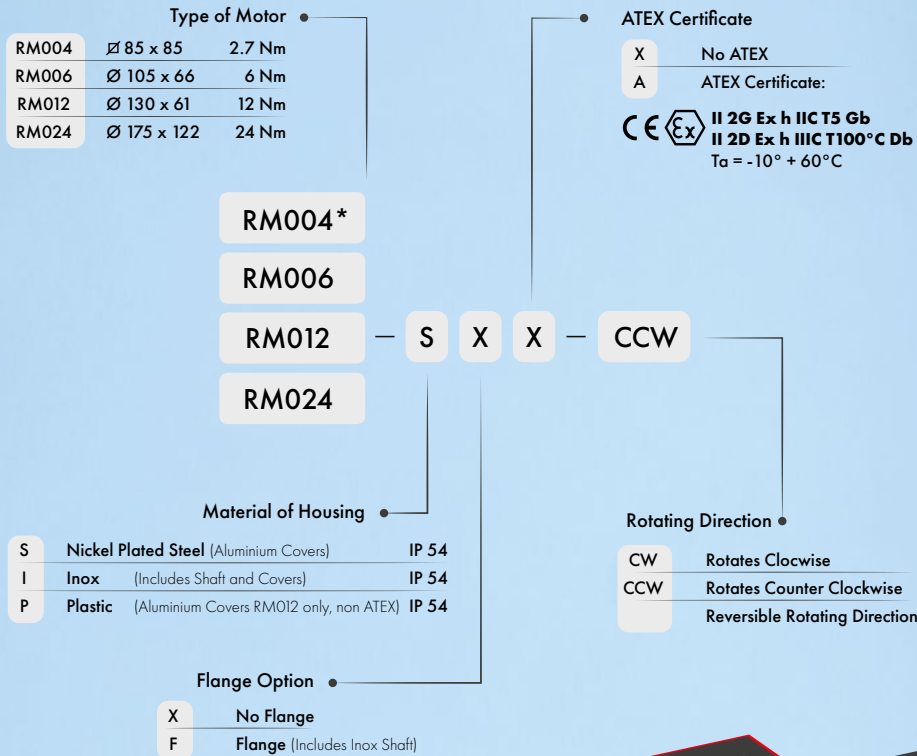 Type of Motor
RM004 ⌀ 85 x 85 2.7 Nm
RM006 Ø 105 x 66 6 Nm
RM012 Ø 130 x 61 12 Nm
RM024 Ø 175 x 122 24 Nm
ATEX Certificate
X No ATEX
A ATEX Certificate:
CE Ex II 2G Ex h IIC T5 Gb
II 2D Ex h IIIC T100°C Db
Ta = -10° + 60°C
RM004*
RM006
RM012 – S X X – CCW
RM024
Material of Housing
S Nickel Plated Steel (Aluminium Covers) IP 54
I Inox (Includes Shaft and Covers) IP 54
P Plastic (Aluminium Covers RM012 only, non ATEX) IP 54
Rotating Direction
CW Rotates Clocwise
CCW Rotates Counter Clockwise
Reversible Rotating Direction
Flange Option
X No Flange
F Flange (Includes Inox Shaft)